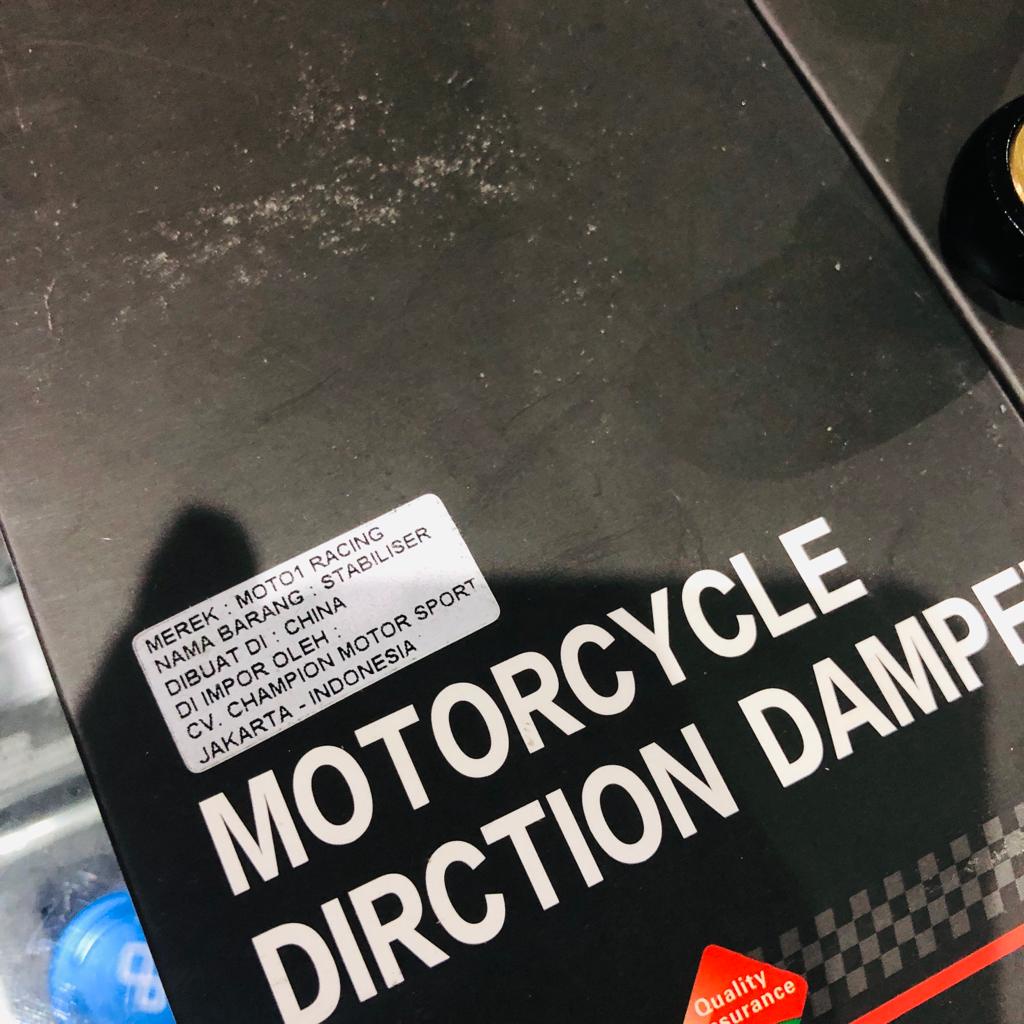 MEREK : MOTO1 RACING
NAMA BARANG : STABILISER
DIBUAT DI : CHINA
DI IMPOR OLEH :
CV. CHAMPION MOTOR SPORT
JAKARTA - INDONESIA
MOTORCYCLE
DIRCTION DAMPE
Quality
ssurance